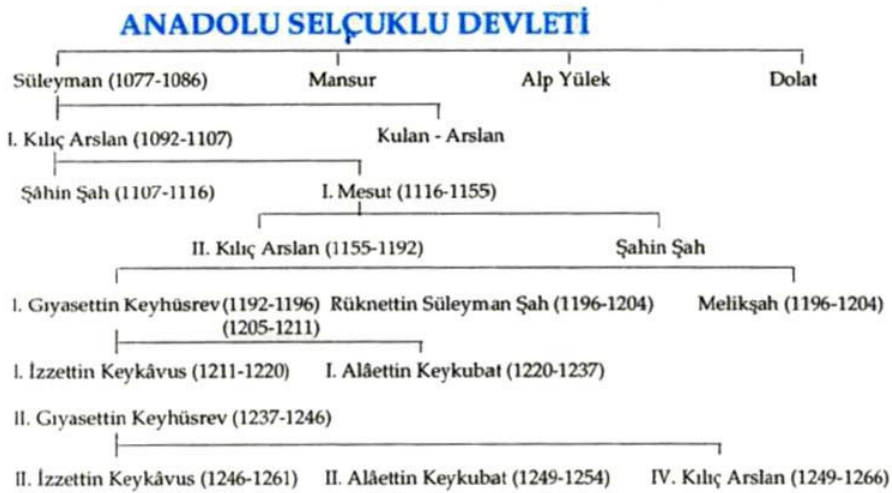 ANADOLU SELÇUKLU DEVLETİ
Süleyman (1077-1086) Mansur Alp Yülek Dolat
I. Kılıç Arslan (1092-1107) Kulan - Arslan
Şâhin Şah (1107-1116) I. Mesut (1116-1155)
II. Kılıç Arslan (1155-1192) Şahin Şah
I. Gıyasettin Keyhüsrev (1192-1196) Rüknettin Süleyman Şah (1196-1204) Melikşah (1196-1204)
(1205-1211)
I. İzzettin Keykâvus (1211-1220) I. Alâettin Keykubat (1220-1237)
II. Gıyasettin Keyhüsrev (1237-1246)
II. İzzettin Keykâvus (1246-1261) II. Alâettin Keykubat (1249-1254) IV. Kılıç Arslan (1249-1266)